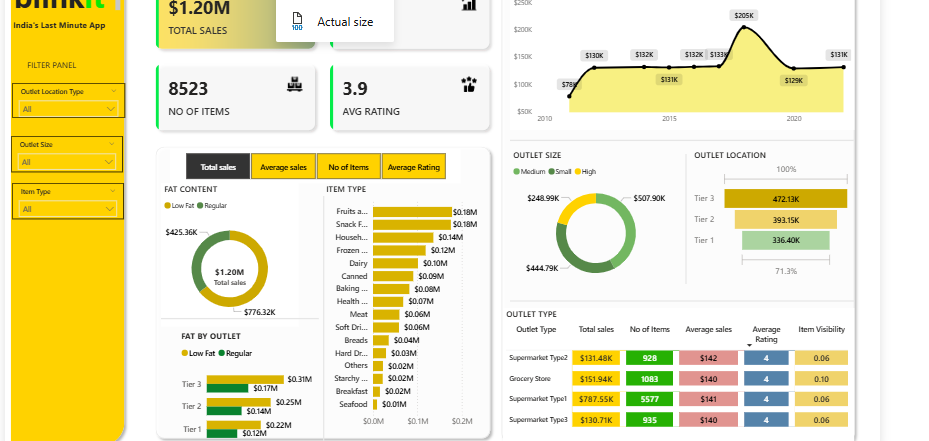 blinkit
India's Last Minute App
FILTER PANEL
Outlet Location Type
All
Outlet Size
All
Item Type
All
$1.20M
TOTAL SALES
100
Actual size
8523
NO OF ITEMS
3.9
AVG RATING
Total sales
Average sales
No of Items
Average Rating
FAT CONTENT
Low Fat Regular
$425.36K
$1.20M
Total sales
$776.32K
FAT BY OUTLET
Low Fat Regular
Tier 3 $0.31M
$0.17M
Tier 2 $0.25M
$0.14M
Tier 1 $0.22M
$0.12M
ITEM TYPE
Fruits a... $0.18M
Snack F... $0.18M
Househ... $0.14M
Frozen ... $0.12M
Dairy $0.10M
Canned $0.09M
Baking ... $0.08M
Health ... $0.07M
Meat $0.06M
Soft Dri... $0.06M
Breads $0.04M
Hard Dr... $0.03M
Others $0.02M
Starchy ... $0.02M
Breakfast $0.02M
Seafood $0.01M
$0.0M $0.1M $0.2M
$250K
$200K
$150K
$100K
$50K
$78K
$130K
$132K
$131K
$132K
$133K
$205K
$129K
$131K
2010 2015 2020
OUTLET SIZE
Medium Small High
$248.99K
$507.90K
$444.79K
OUTLET LOCATION
100%
Tier 3 472.13K
Tier 2 393.15K
Tier 1 336.40K
71.3%
OUTLET TYPE
Outlet Type Total sales No of Items Average sales Average Rating Item Visibility
Supermarket Type2 $131.48K 928 $142 4 0.06
Grocery Store $151.94K 1083 $140 4 0.10
Supermarket Type1 $787.55K 5577 $141 4 0.06
Supermarket Type3 $130.71K 935 $140 4 0.06